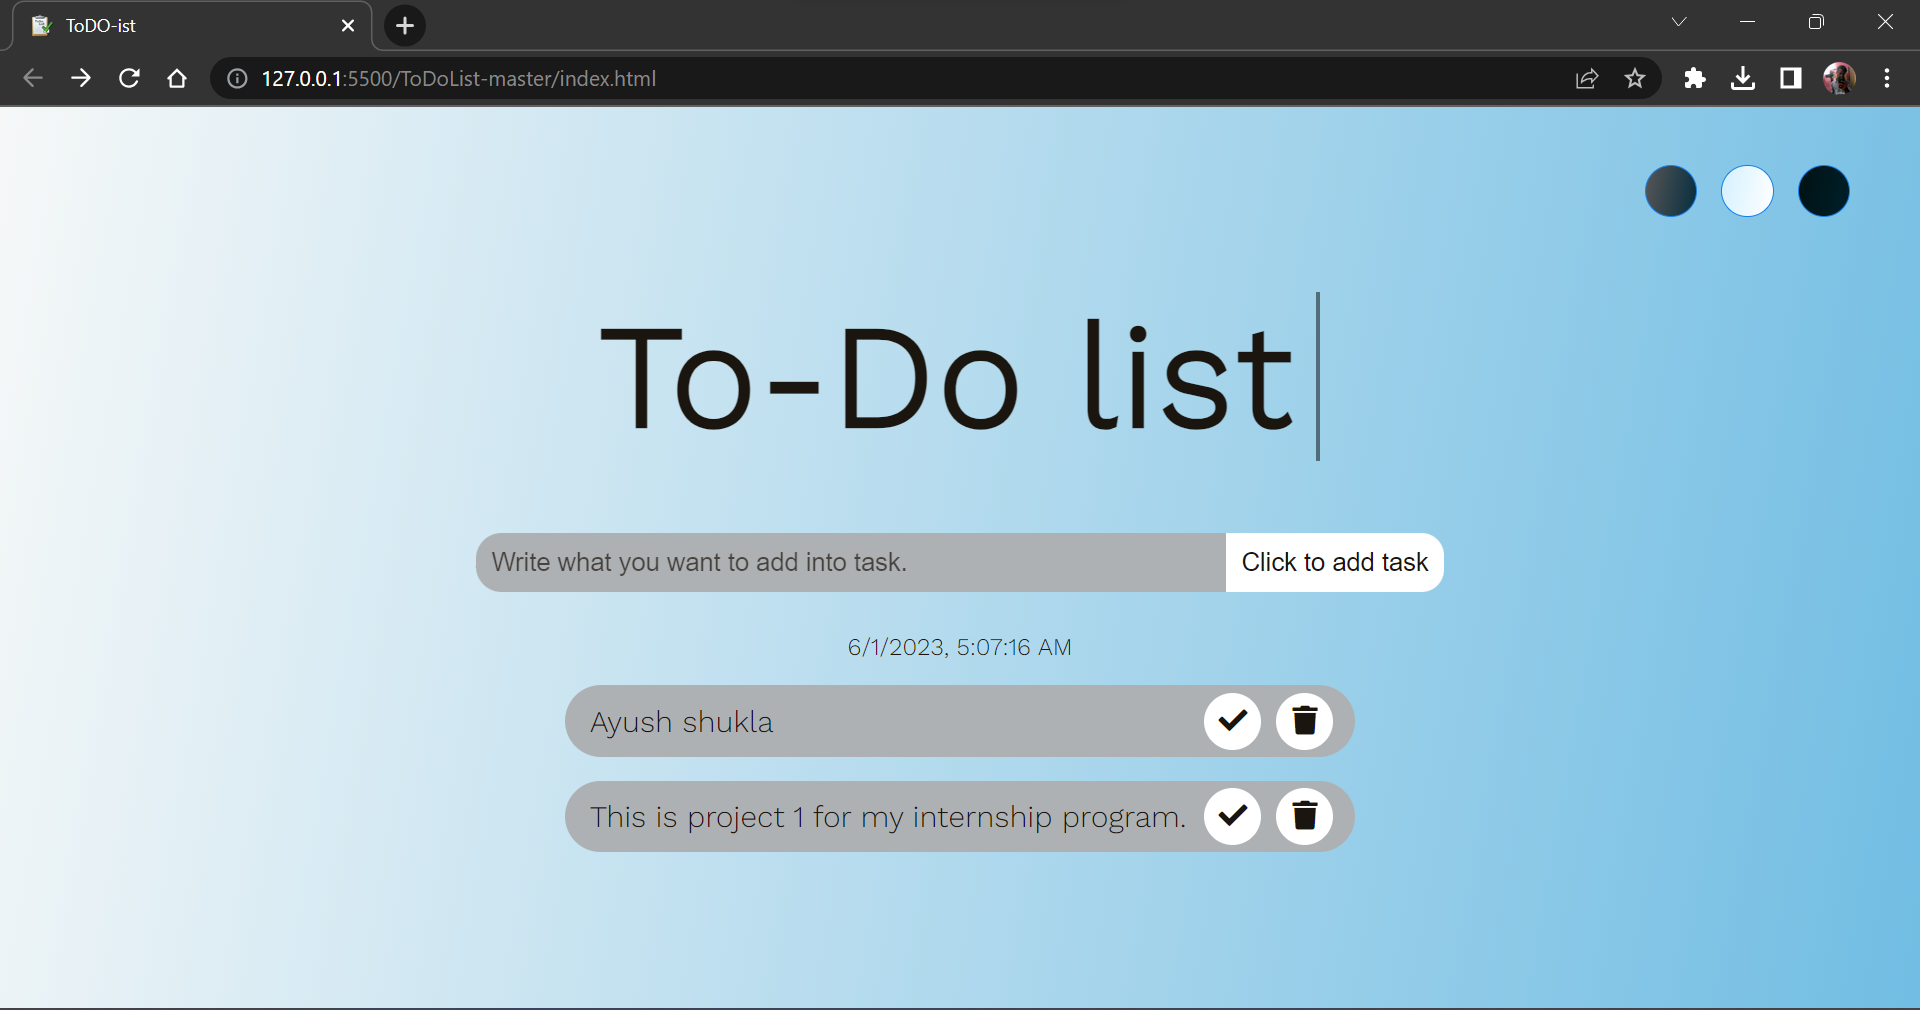 ToDO-ist
127.0.0.1:5500/ToDoList-master/index.html
To-Do list
Write what you want to add into task.
Click to add task
6/1/2023, 5:07:16 AM
Ayush shukla
This is project 1 for my internship program.